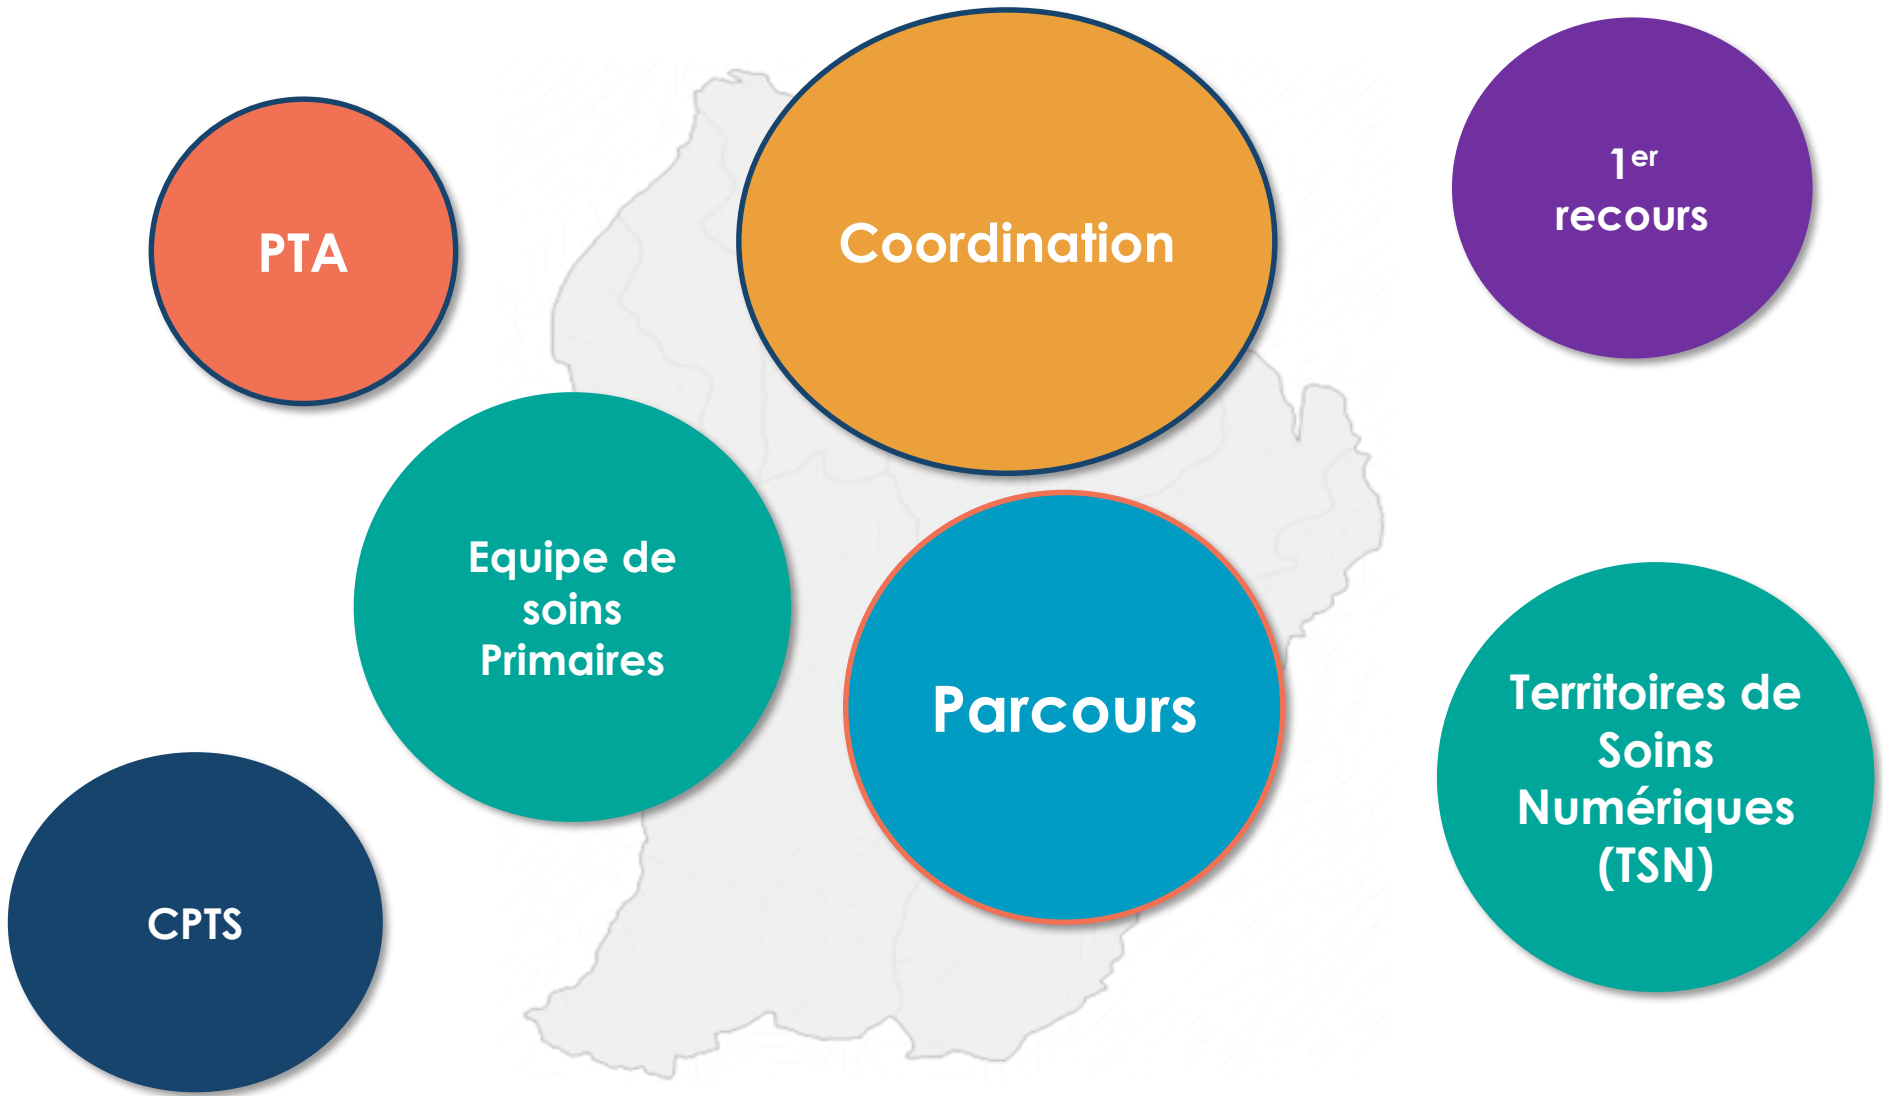 PTA
Coordination
1er
recours
Equipe de
soins
Primaires
Parcours
Territoires de
Soins
Numériques
(TSN)
CPTS